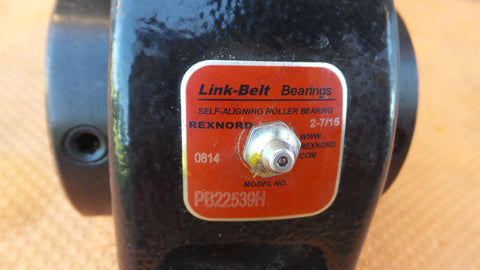 Link-Belt Bearings
SELF-ALIGNING ROLLER BEARING
REXNORD 2-7/16
WWW.
REXNORD.
COM
0814
MODEL NO.
PB22539H